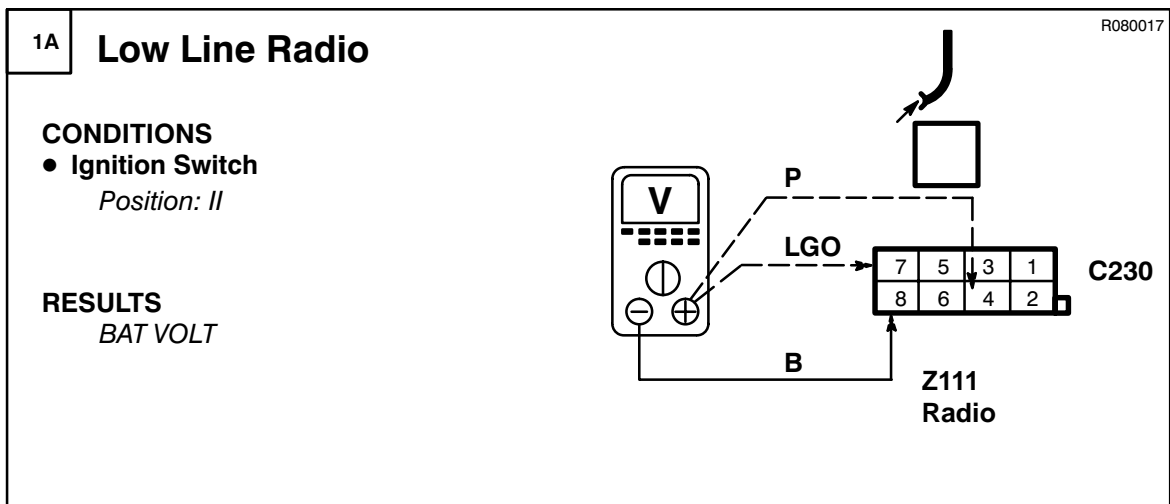 R080017
1A Low Line Radio
CONDITIONS
● Ignition Switch
Position: II
RESULTS
BAT VOLT
V
P
LGO
B
7 5 3 1
8 6 4 2
C230
Z111
Radio